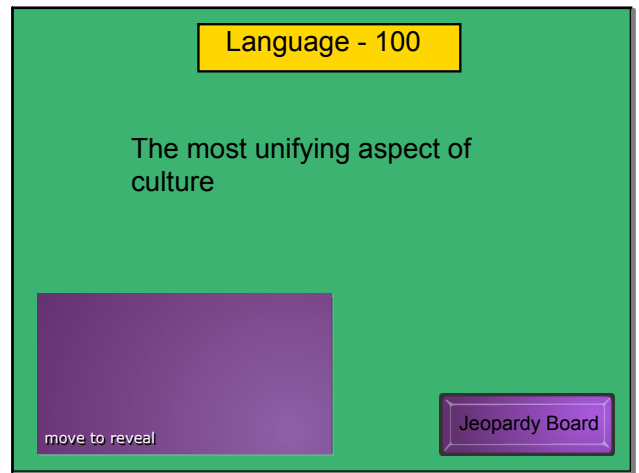 Language - 100
The most unifying aspect of
culture
move to reveal
Jeopardy Board